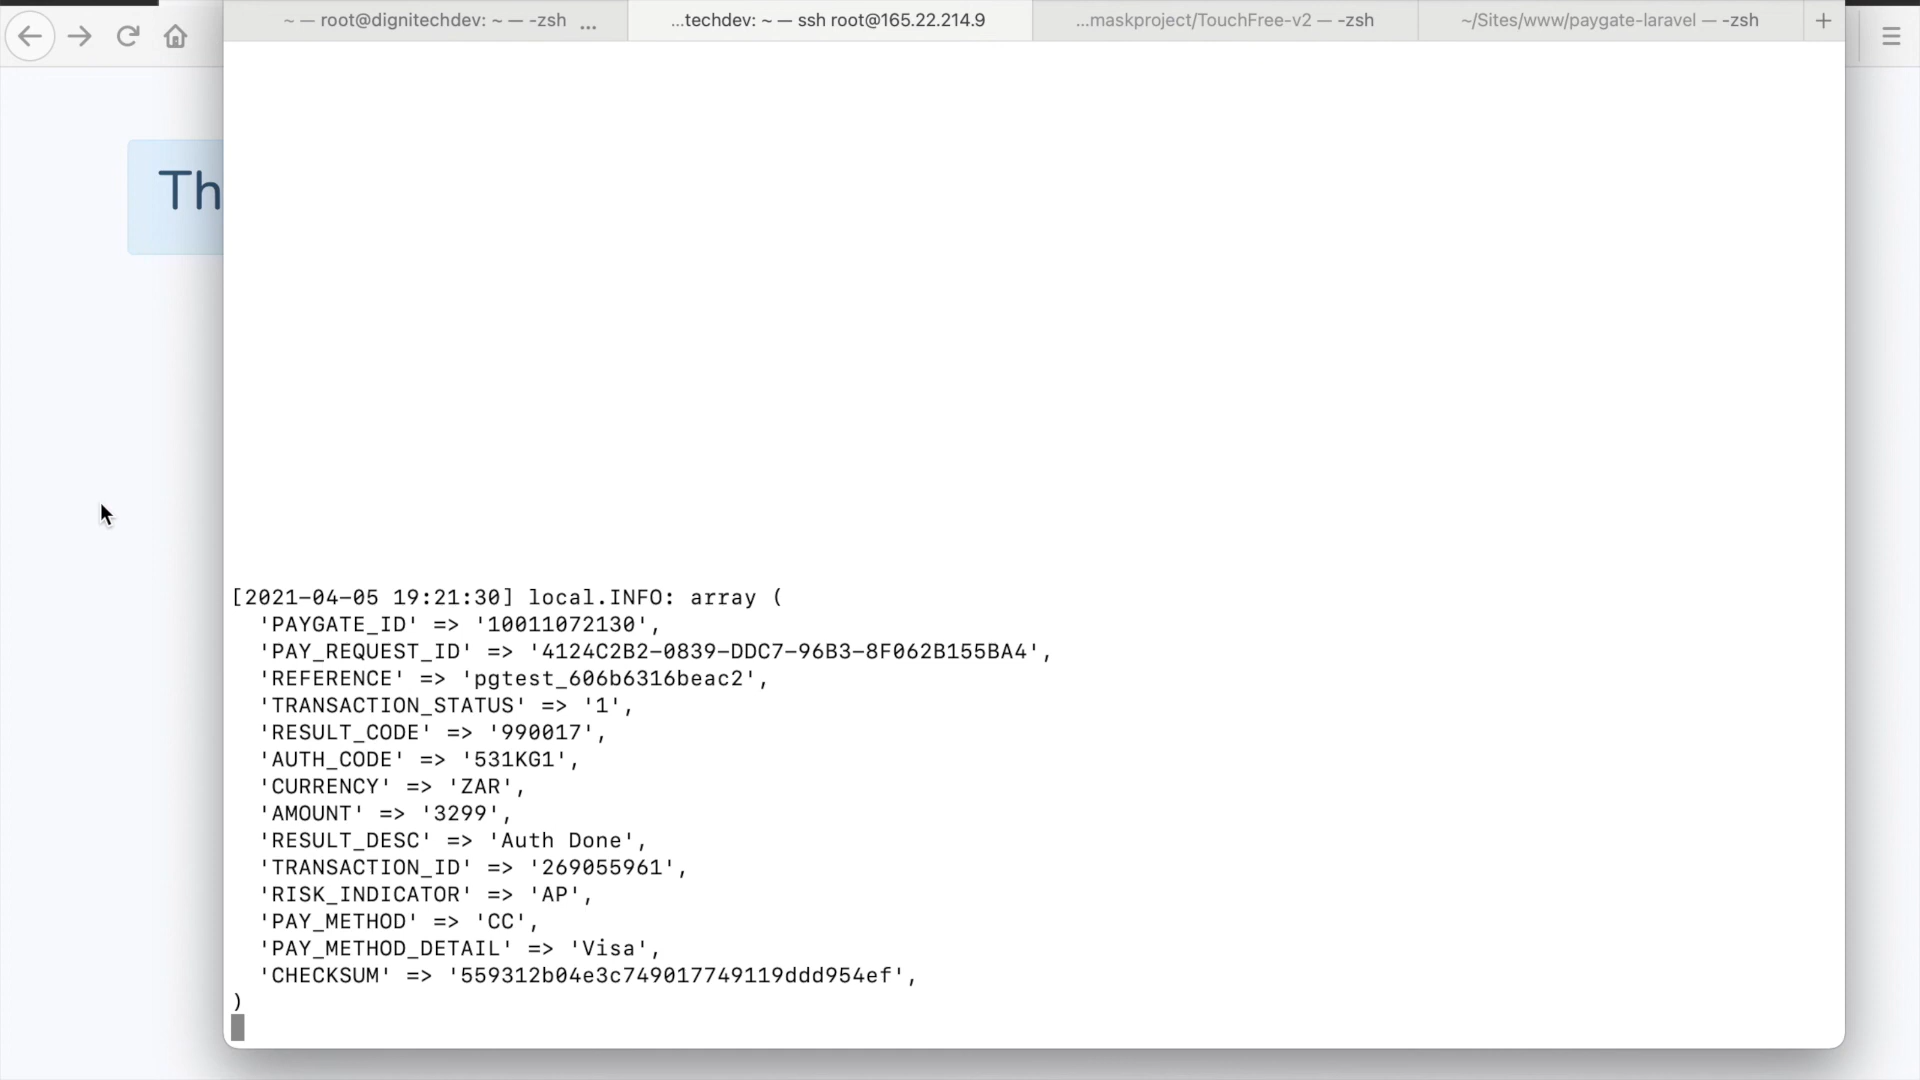 ~ — root@dignitechdev: ~ — -zsh ...
...techdev: ~ — ssh root@165.22.214.9
...maskproject/TouchFree-v2 — -zsh
~/Sites/www/paygate-laravel — -zsh
+
Th
[2021-04-05 19:21:30] local.INFO: array (
'PAYGATE_ID' => '10011072130',
'PAY_REQUEST_ID' => '4124C2B2-0839-DDC7-96B3-8F062B155BA4',
'REFERENCE' => 'pgtest_606b6316beac2',
'TRANSACTION_STATUS' => '1',
'RESULT_CODE' => '990017',
'AUTH_CODE' => '531KG1',
'CURRENCY' => 'ZAR',
'AMOUNT' => '3299',
'RESULT_DESC' => 'Auth Done',
'TRANSACTION_ID' => '269055961',
'RISK_INDICATOR' => 'AP',
'PAY_METHOD' => 'CC',
'PAY_METHOD_DETAIL' => 'Visa',
'CHECKSUM' => '559312b04e3c749017749119ddd954ef',
)